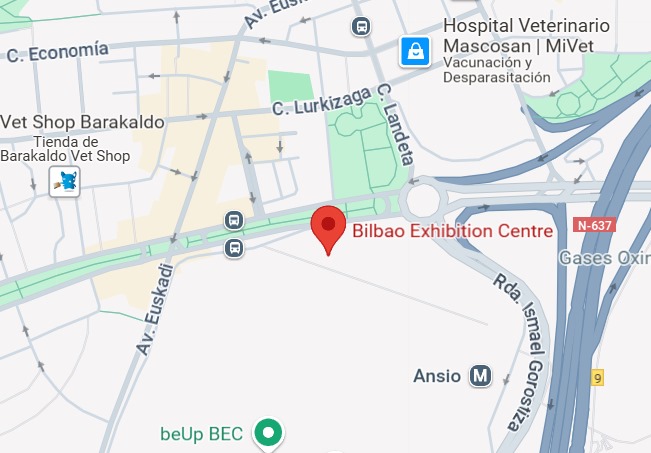 Av. Eusk
Hospital Veterinario
Mascosan | MiVet
Vacunación y
Desparasitación
C. Economía
C. Lurkizaga
C. Landeta
Vet Shop Barakaldo
Tienda de
Barakaldo Vet Shop
Bilbao Exhibition Centre
N-637
Gases Oxin
Av. Euskadi
Rda. Ismael Gorostiza
Ansio M
9
beUp BEC